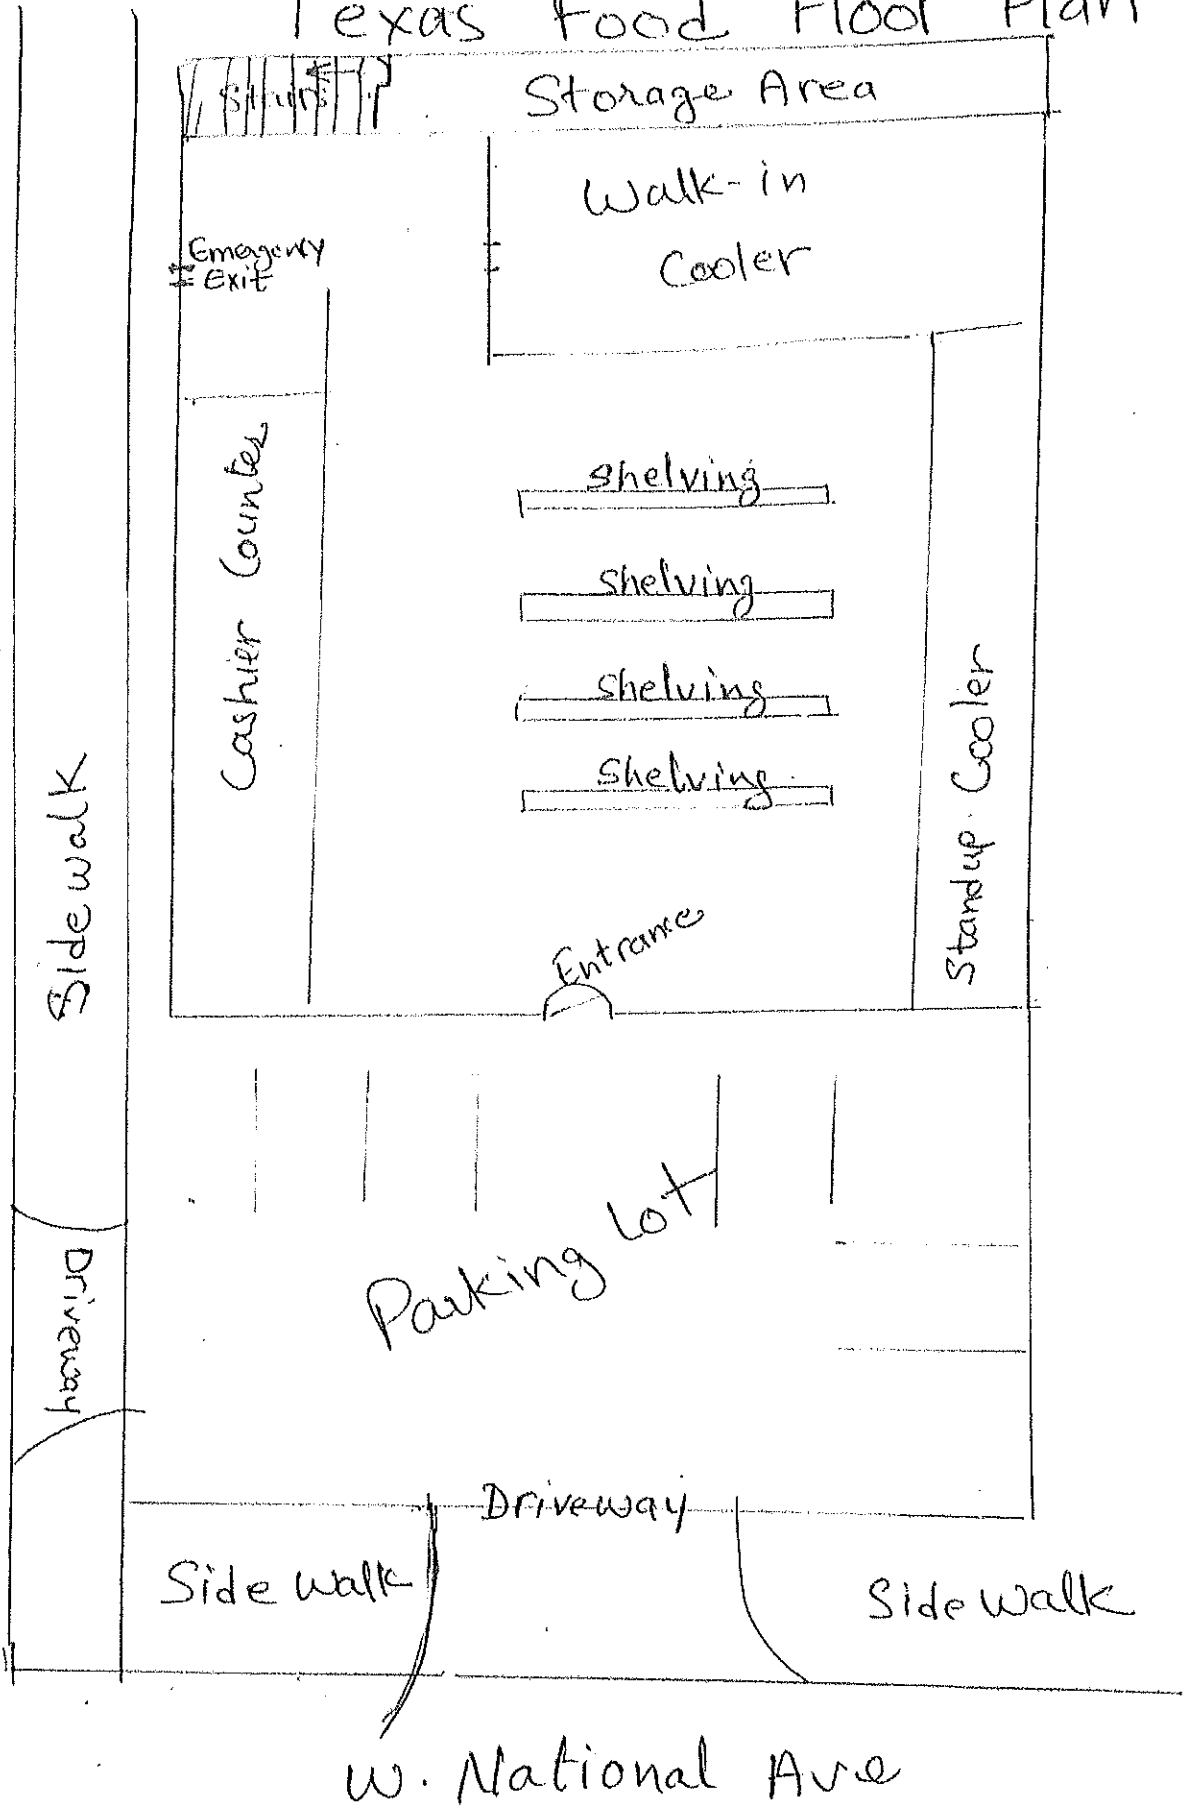 Texas Food Floor Plan
Stairs
Storage Area
Walk-in
Cooler
Emergency
Exit
Cashier Counter
shelving
shelving
shelving
shelving
Standup Cooler
Entrance
Sidewalk
Parking Lot
Driveway
Driveway
Side Walk
Side Walk
W. National Ave